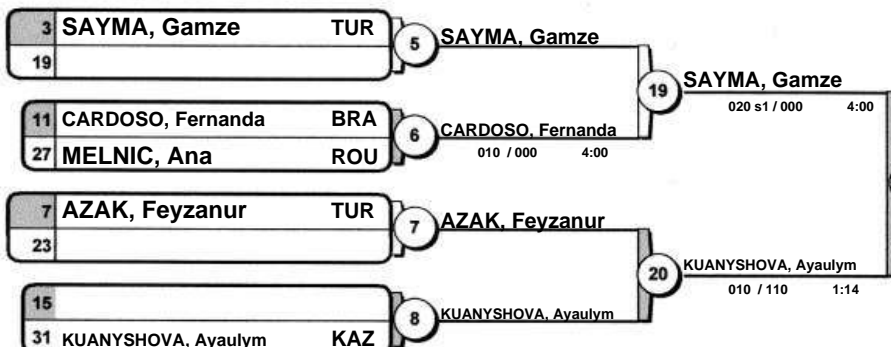 3 SAYMA, Gamze TUR
19
5
SAYMA, Gamze
11 CARDOSO, Fernanda BRA
27 MELNIC, Ana ROU
6
CARDOSO, Fernanda
010 / 000 4:00
19
SAYMA, Gamze
020 s1 / 000 4:00
7 AZAK, Feyzanur TUR
23
7
AZAK, Feyzanur
15
31 KUANYSHOVA, Ayaulym KAZ
8
KUANYSHOVA, Ayaulym
20
KUANYSHOVA, Ayaulym
010 / 110 1:14